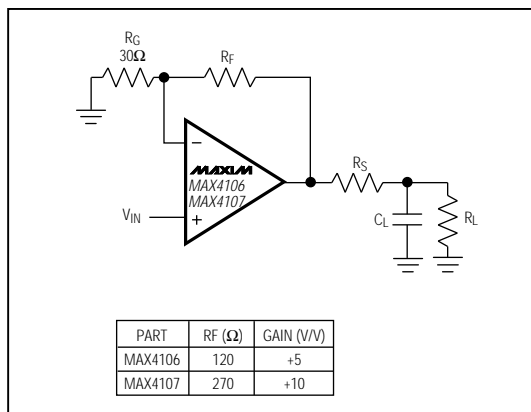 RG
30Ω
RF
−
MAXIM
MAX4106
MAX4107
VIN
+
RS
CL
RL
PART RF (Ω) GAIN (V/V)
MAX4106 120 +5
MAX4107 270 +10